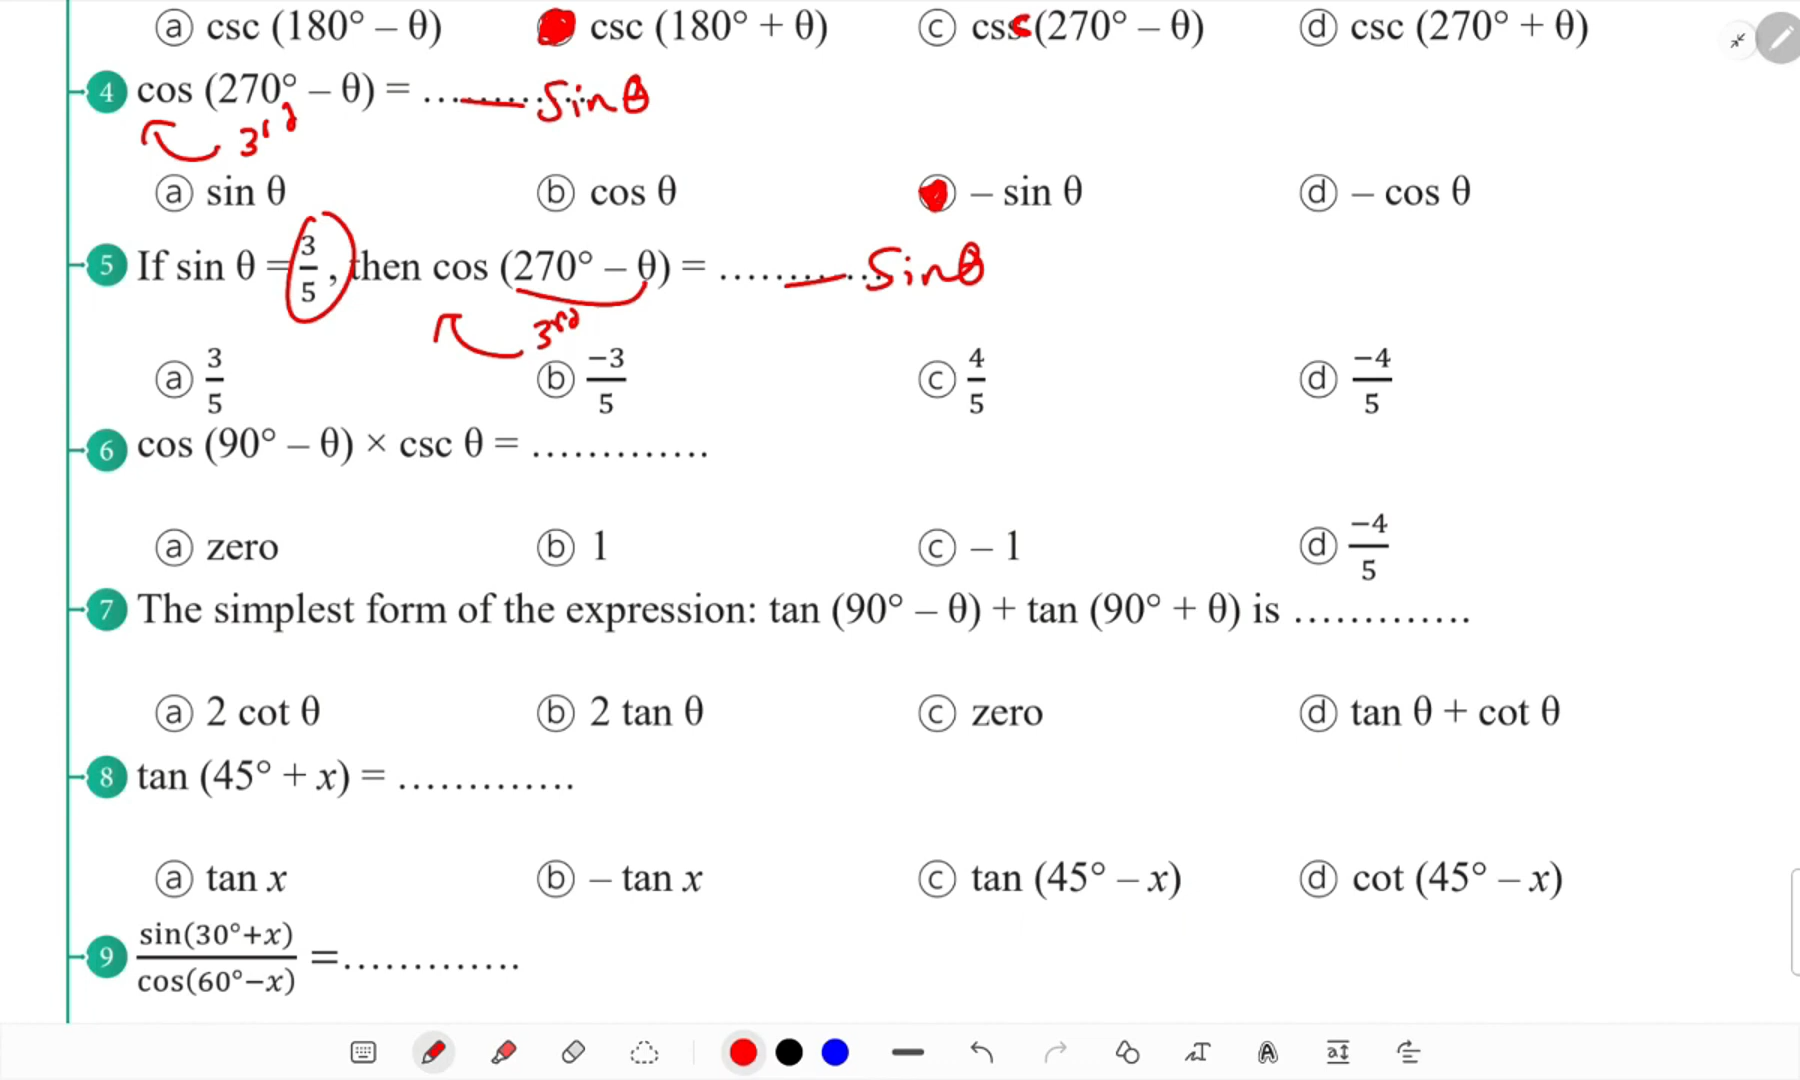 ⓐ csc (180° – θ) csc (180° + θ) ⓒ csc (270° – θ) ⓓ csc (270° + θ)
4 cos (270° – θ) = ............. – Sin θ
3rd
ⓐ sin θ ⓑ cos θ – sin θ ⓓ – cos θ
5 If sin θ = 3/5 , then cos (270° – θ) = ............. – Sin θ
3rd
ⓐ 3/5 ⓑ −3/5 ⓒ 4/5 ⓓ −4/5
6 cos (90° – θ) × csc θ = .............
ⓐ zero ⓑ 1 ⓒ – 1 ⓓ −4/5
7 The simplest form of the expression: tan (90° – θ) + tan (90° + θ) is .............
ⓐ 2 cot θ ⓑ 2 tan θ ⓒ zero ⓓ tan θ + cot θ
8 tan (45° + x) = .............
ⓐ tan x ⓑ – tan x ⓒ tan (45° – x) ⓓ cot (45° – x)
9 sin(30°+x)/cos(60°−x) = .............